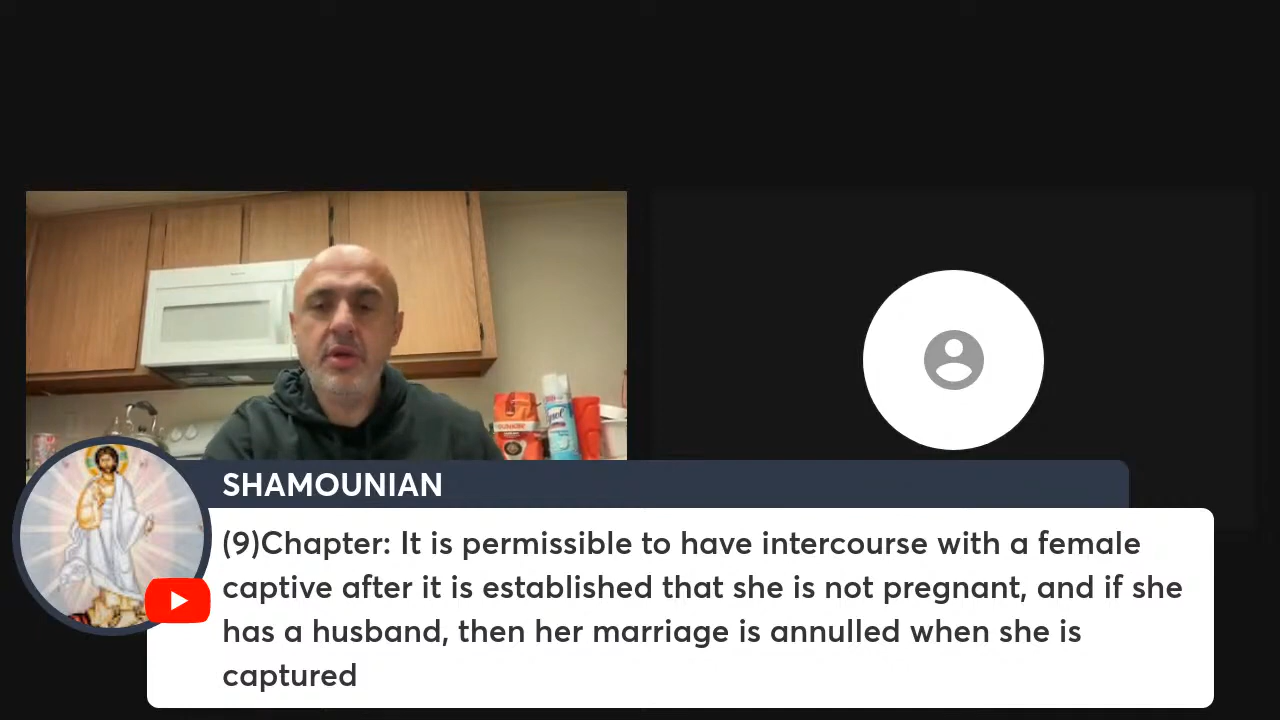 SHAMOUNIAN
(9)Chapter: It is permissible to have intercourse with a female
captive after it is established that she is not pregnant, and if she
has a husband, then her marriage is annulled when she is
captured